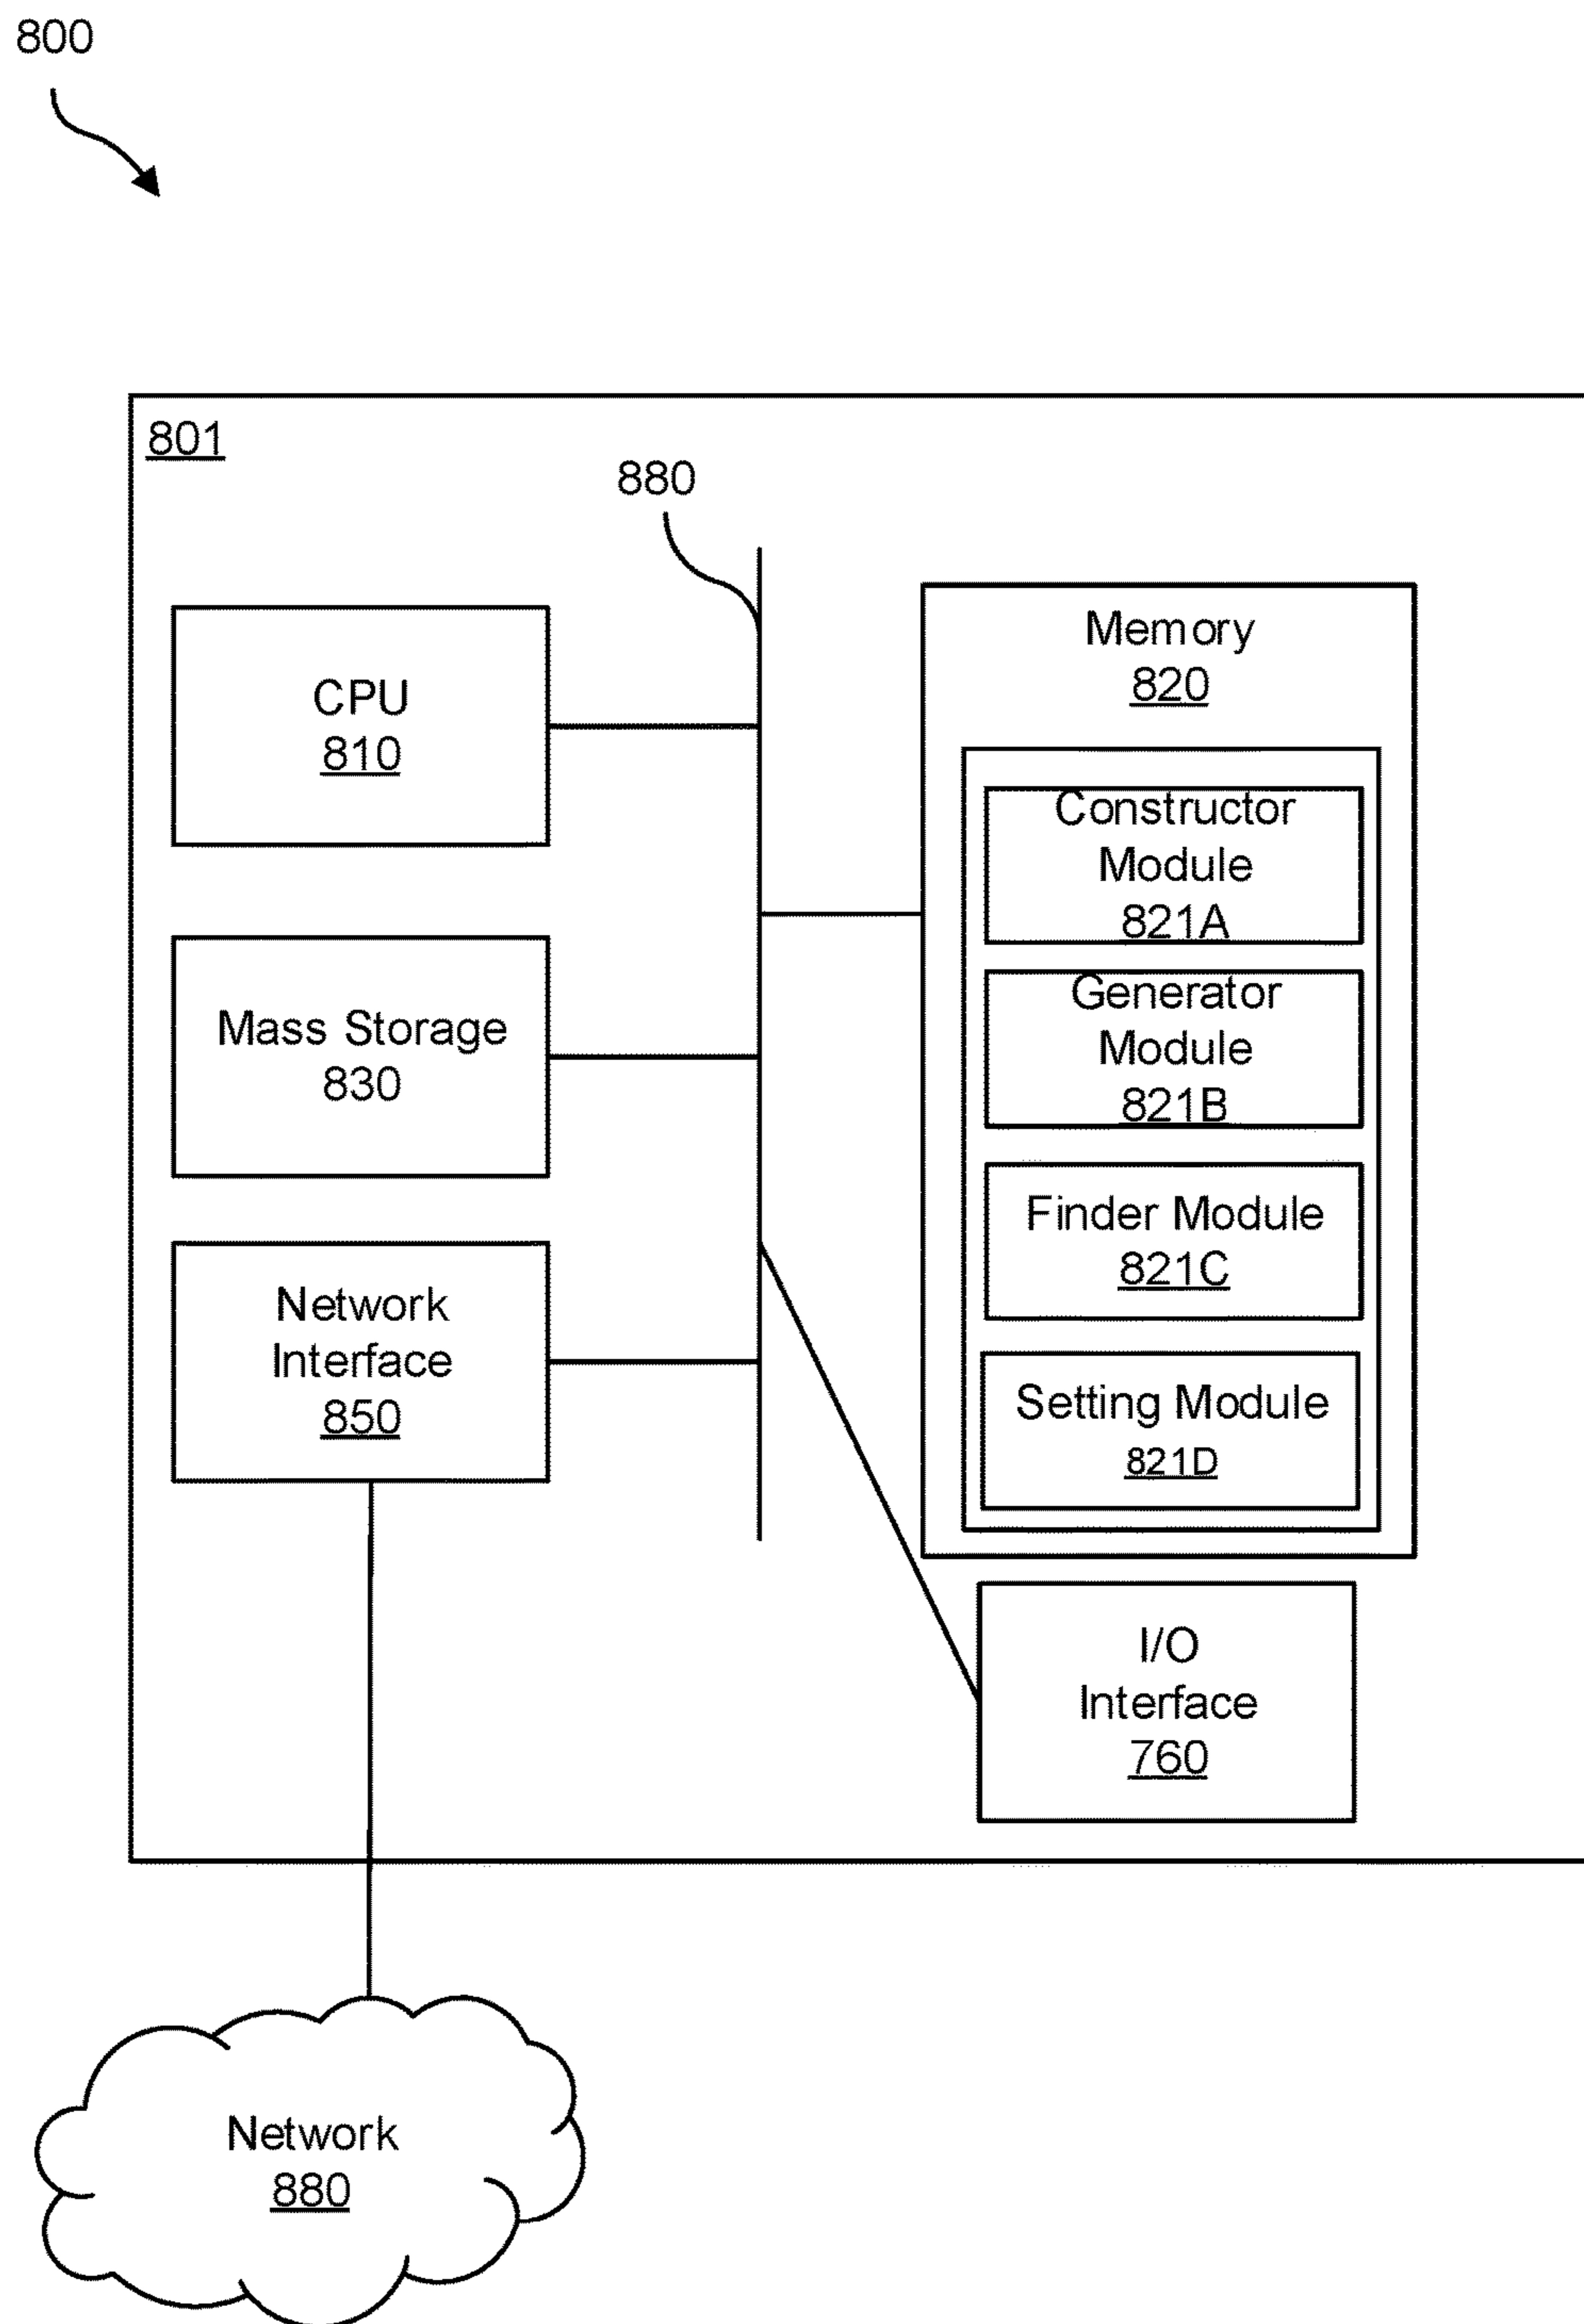 800
801
880
CPU
810
Memory
820
Constructor
Module
821A
Generator
Module
821B
Mass Storage
830
Finder Module
821C
Network
Interface
850
Setting Module
821D
I/O
Interface
760
Network
880